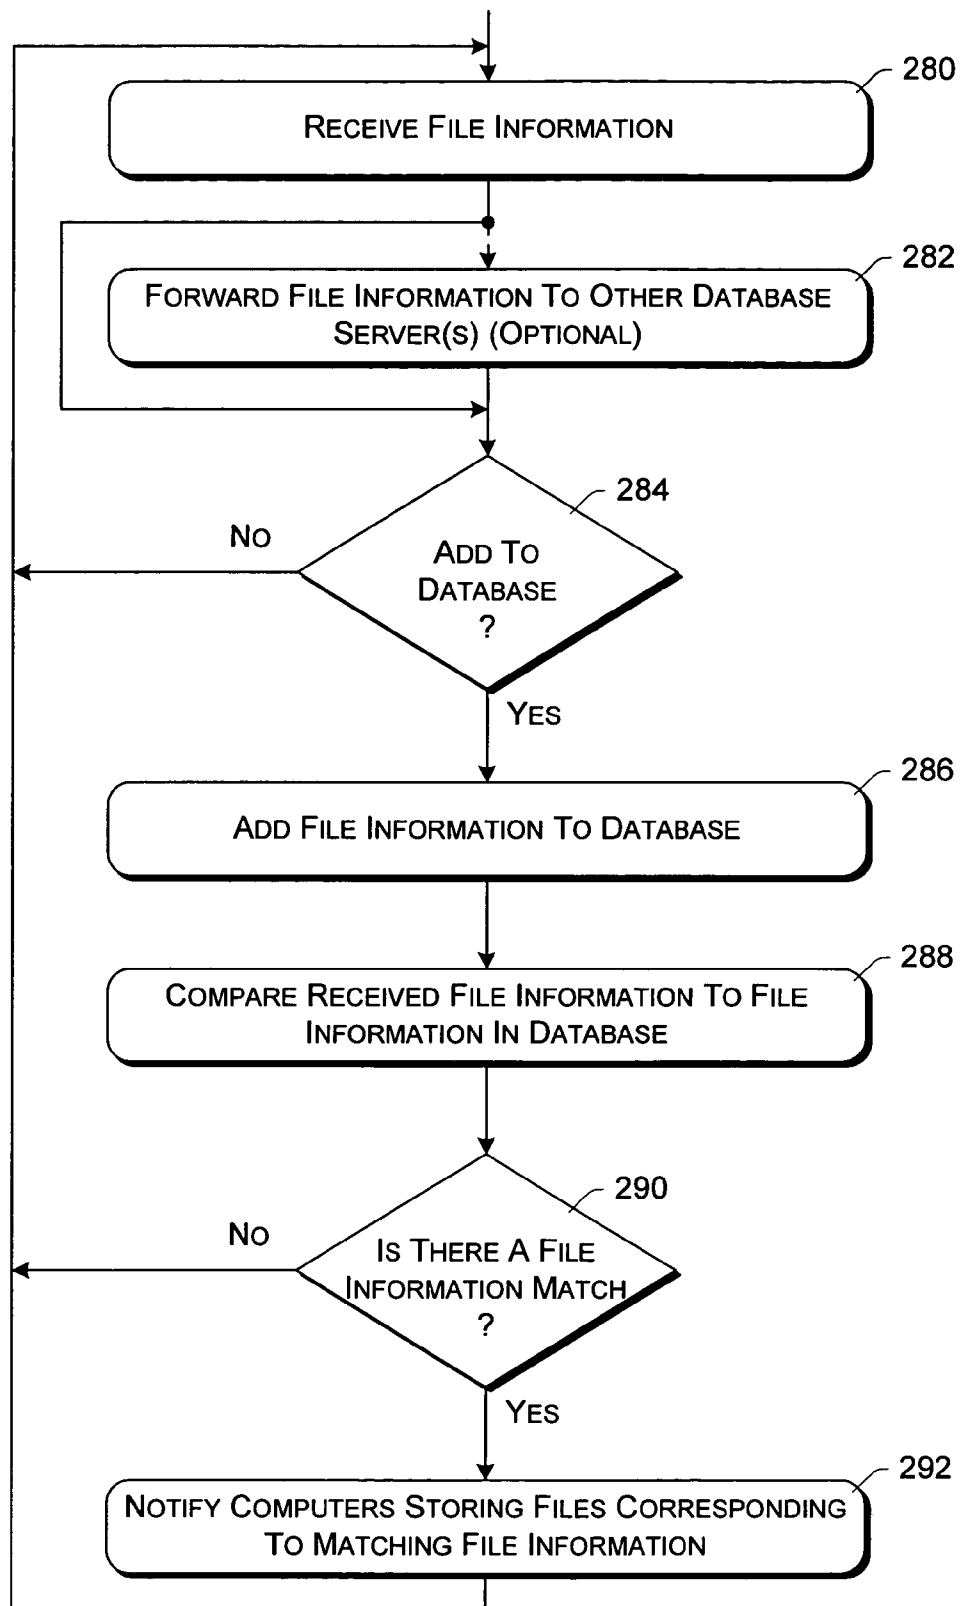 280
RECEIVE FILE INFORMATION
282
FORWARD FILE INFORMATION TO OTHER DATABASE
SERVER(S) (OPTIONAL)
284
NO
ADD TO
DATABASE
?
YES
286
ADD FILE INFORMATION TO DATABASE
288
COMPARE RECEIVED FILE INFORMATION TO FILE
INFORMATION IN DATABASE
290
NO
IS THERE A FILE
INFORMATION MATCH
?
YES
292
NOTIFY COMPUTERS STORING FILES CORRESPONDING
TO MATCHING FILE INFORMATION